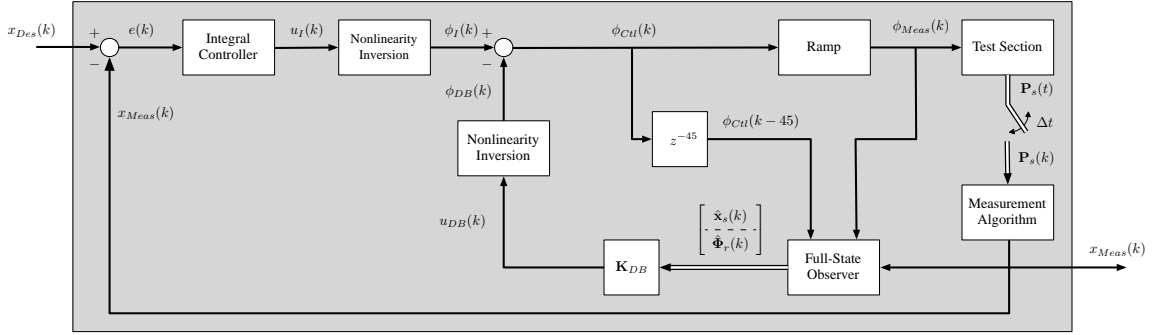 x_{Des}(k)
+
−
e(k)
Integral
Controller
u_I(k)
Nonlinearity
Inversion
ϕ_I(k)
+
−
ϕ_{Ctl}(k)
Ramp
ϕ_{Meas}(k)
Test Section
P_s(t)
Δt
P_s(k)
x_{Meas}(k)
ϕ_{DB}(k)
Nonlinearity
Inversion
z^{−45}
ϕ_{Ctl}(k−45)
Measurement
Algorithm
u_{DB}(k)
x̂_s(k)
Φ̂_r(k)
K_{DB}
Full-State
Observer
x_{Meas}(k)